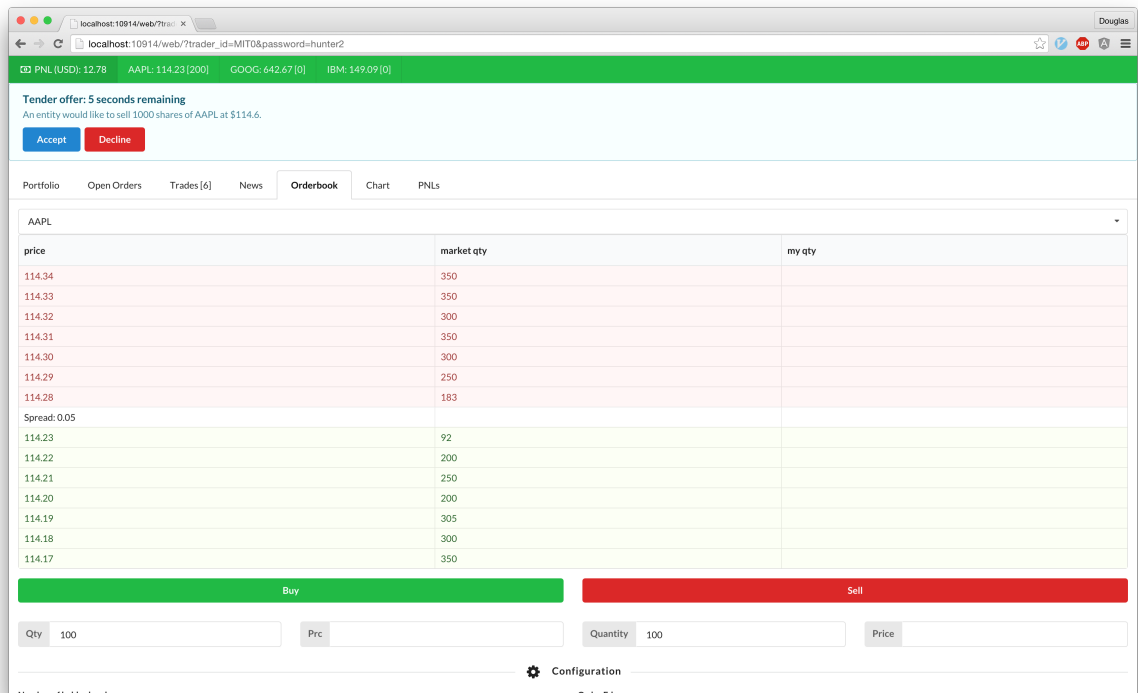 localhost:10914/web/?trad
Douglas
localhost:10914/web/?trader_id=MIT0&password=hunter2
ABP
PNL (USD): 12.78 AAPL: 114.23 [200] GOOG: 642.67 [0] IBM: 149.09 [0]
Tender offer: 5 seconds remaining
An entity would like to sell 1000 shares of AAPL at $114.6.
Accept Decline
Portfolio Open Orders Trades [6] News Orderbook Chart PNLs
AAPL
price market qty my qty
114.34 350
114.33 350
114.32 300
114.31 350
114.30 300
114.29 250
114.28 183
Spread: 0.05
114.23 92
114.22 200
114.21 250
114.20 200
114.19 305
114.18 300
114.17 350
Buy Sell
Qty 100 Prc Quantity 100 Price
Configuration